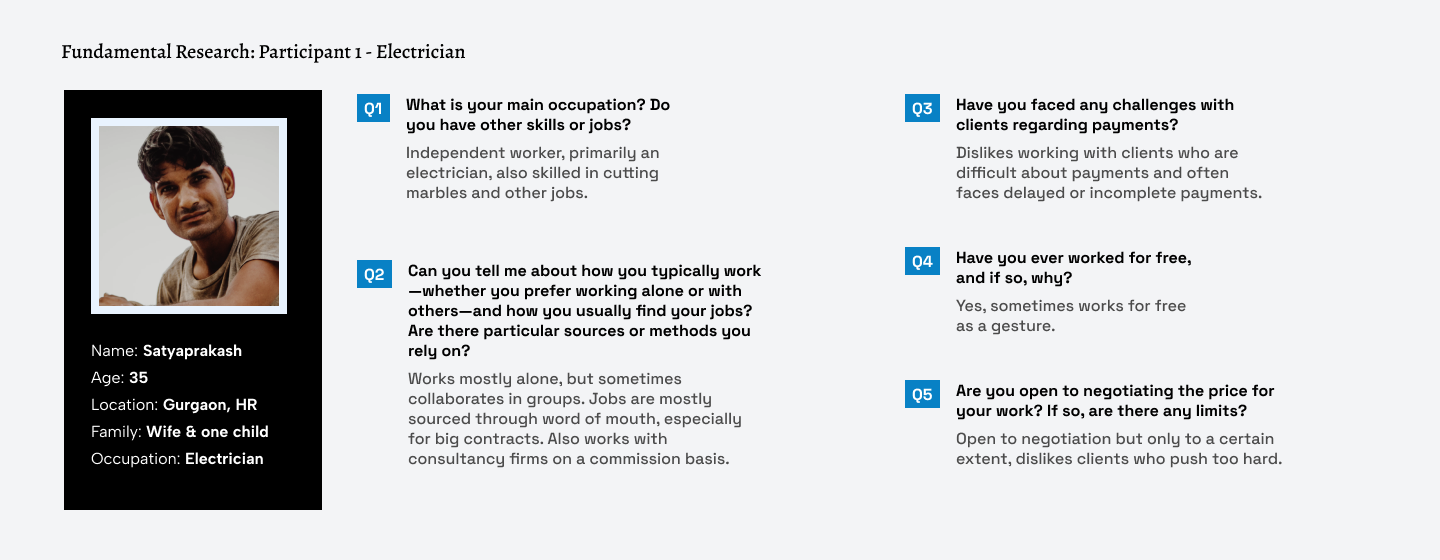 Fundamental Research: Participant 1 - Electrician
Name: Satyaprakash
Age: 35
Location: Gurgaon, HR
Family: Wife & one child
Occupation: Electrician
Q1
What is your main occupation? Do
you have other skills or jobs?
Independent worker, primarily an
electrician, also skilled in cutting
marbles and other jobs.
Q2
Can you tell me about how you typically work
—whether you prefer working alone or with
others—and how you usually find your jobs?
Are there particular sources or methods you
rely on?
Works mostly alone, but sometimes
collaborates in groups. Jobs are mostly
sourced through word of mouth, especially
for big contracts. Also works with
consultancy firms on a commission basis.
Q3
Have you faced any challenges with
clients regarding payments?
Dislikes working with clients who are
difficult about payments and often
faces delayed or incomplete payments.
Q4
Have you ever worked for free,
and if so, why?
Yes, sometimes works for free
as a gesture.
Q5
Are you open to negotiating the price for
your work? If so, are there any limits?
Open to negotiation but only to a certain
extent, dislikes clients who push too hard.